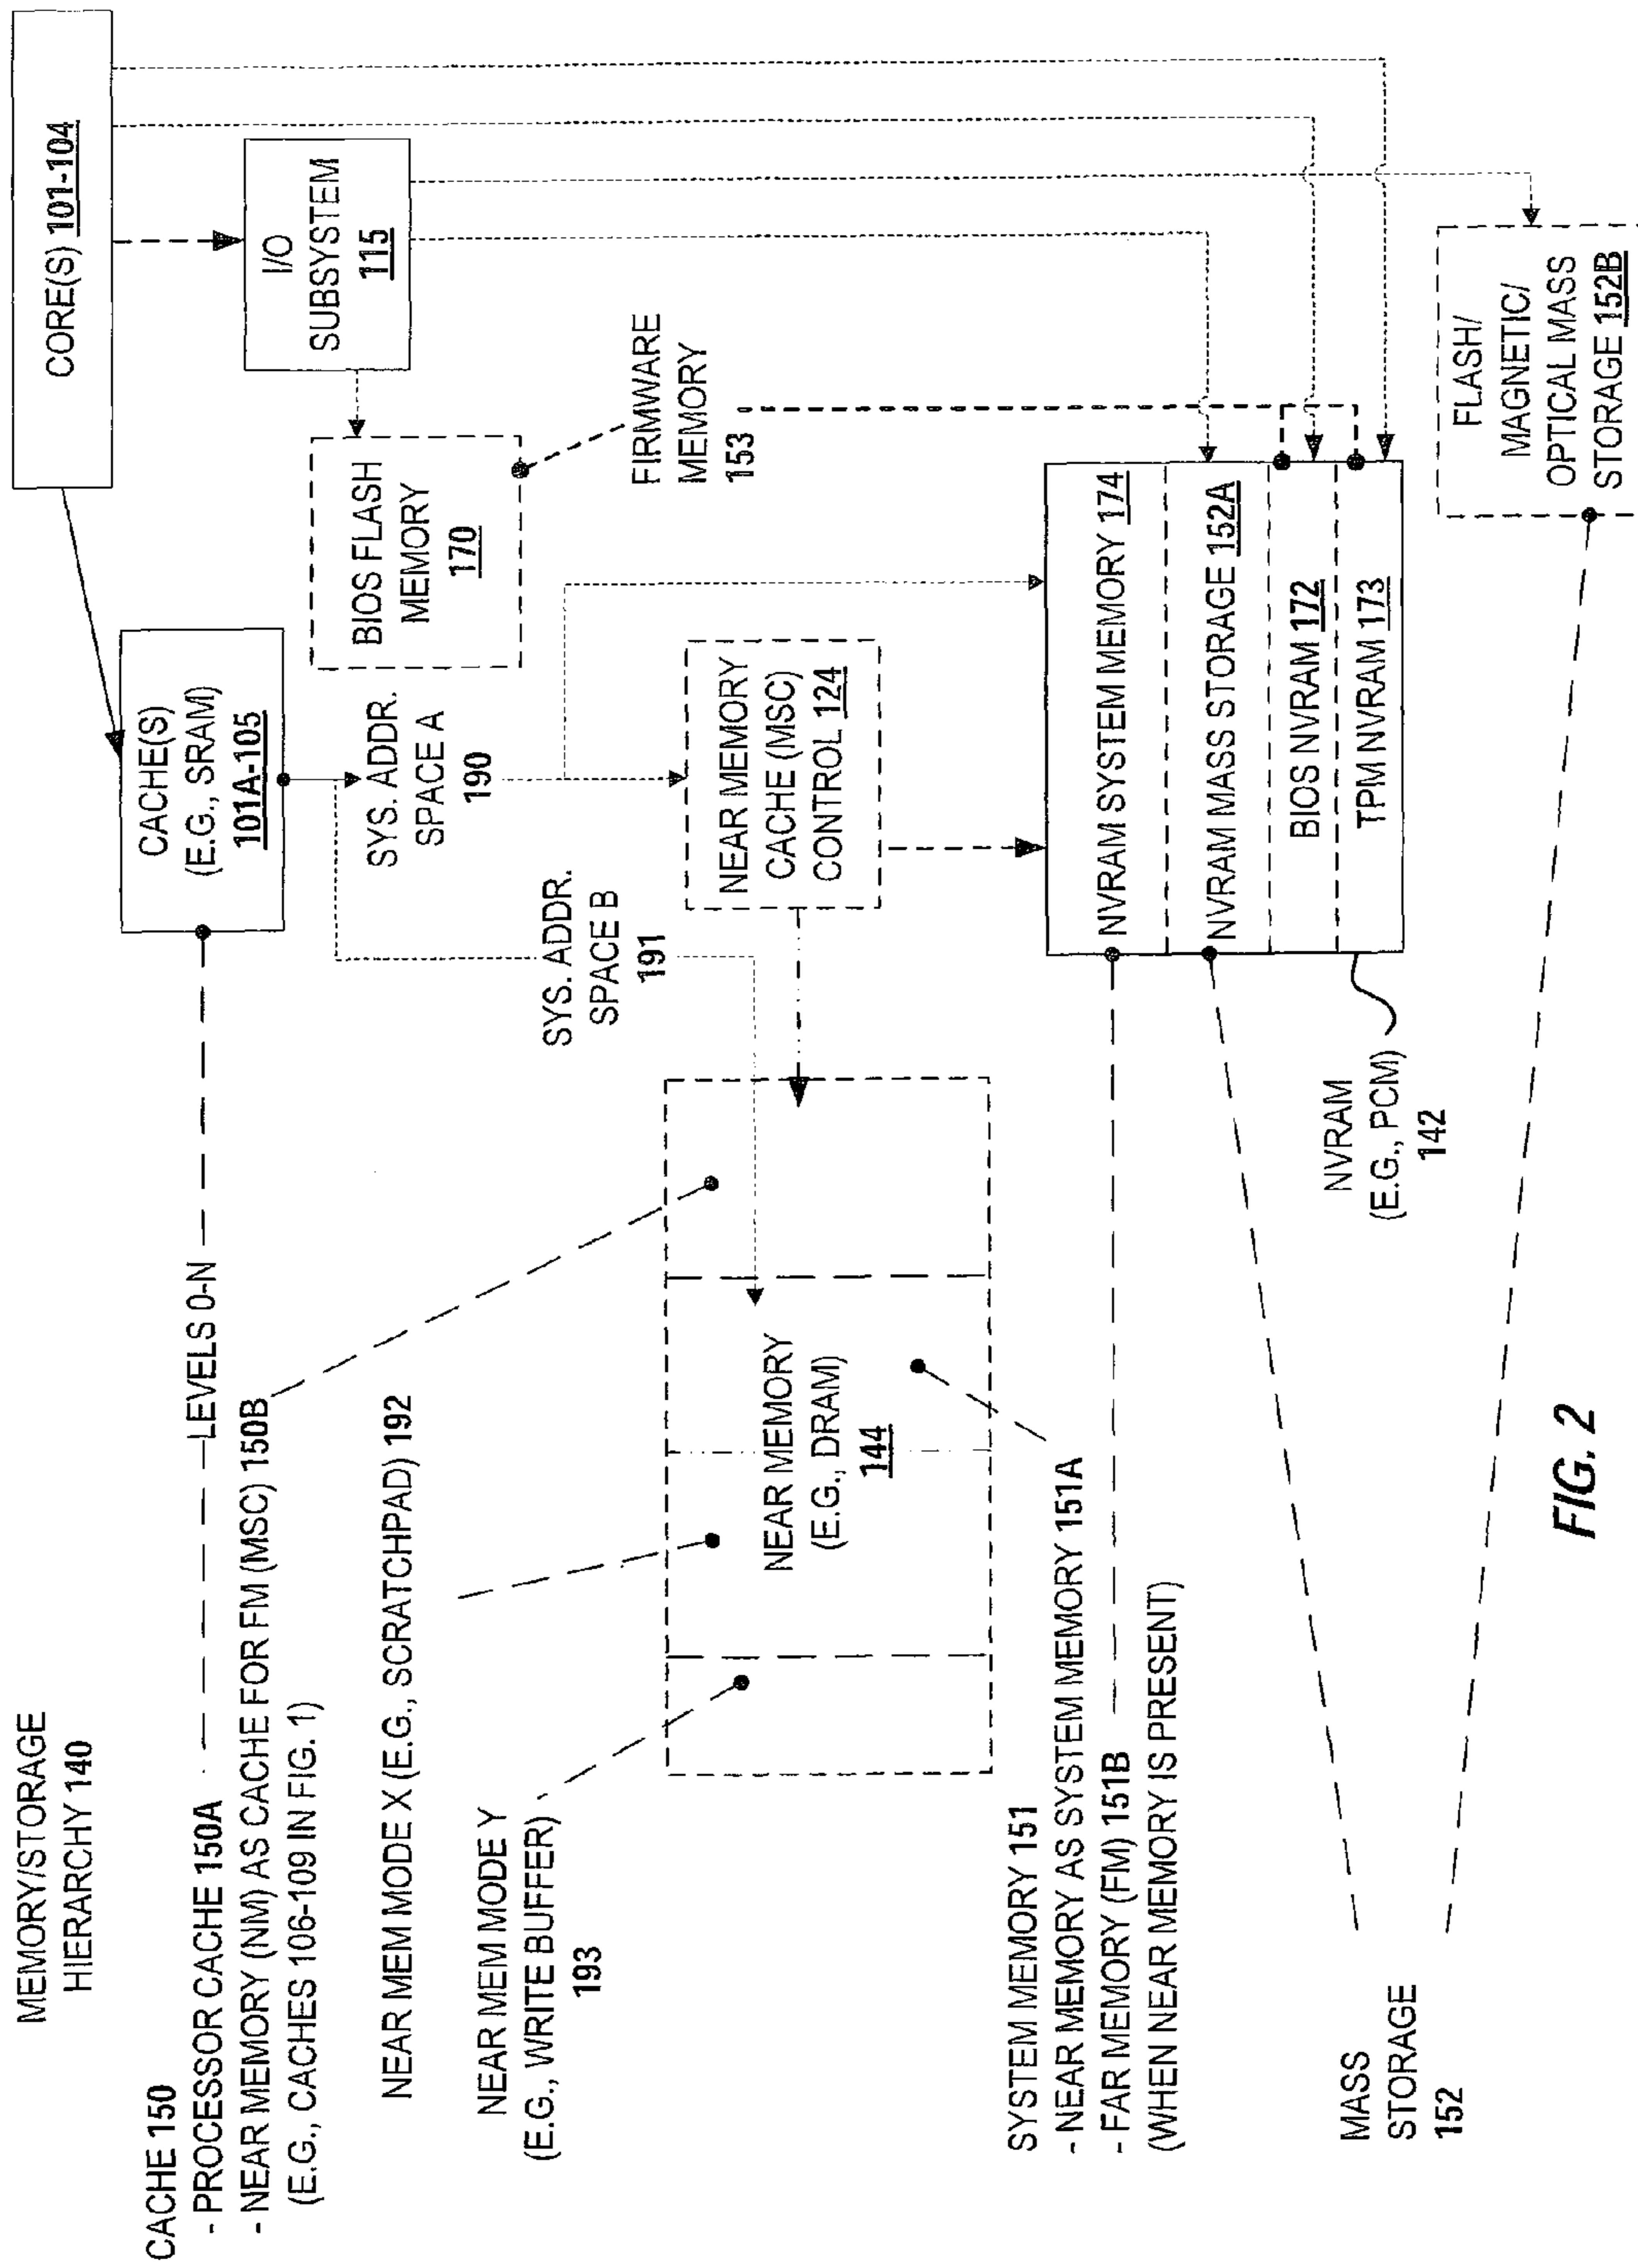 MEMORY/STORAGE
HIERARCHY 140
CORE(S) 101-104
CACHE 150
- PROCESSOR CACHE 150A
LEVELS 0-N
- NEAR MEMORY (NM) AS CACHE FOR FM (MSC) 150B
(E.G., CACHES 106-109 IN FIG. 1)
CACHE(S)
(E.G., SRAM)
101A-105
I/O
SUBSYSTEM
115
BIOS FLASH
MEMORY
170
SYS. ADDR.
SPACE A
190
NEAR MEM MODE X (E.G., SCRATCHPAD) 192
NEAR MEM MODE Y
(E.G., WRITE BUFFER)
193
SYS. ADDR.
SPACE B
191
FIRMWARE
MEMORY
153
NEAR MEMORY
CACHE (MSC)
CONTROL 124
NEAR MEMORY
(E.G., DRAM)
144
SYSTEM MEMORY 151
- NEAR MEMORY AS SYSTEM MEMORY 151A
- FAR MEMORY (FM) 151B
(WHEN NEAR MEMORY IS PRESENT)
NVRAM SYSTEM MEMORY 174
NVRAM MASS STORAGE 152A
BIOS NVRAM 172
TPM NVRAM 173
NVRAM
(E.G., PCM)
142
MASS
STORAGE
152
FLASH/
MAGNETIC/
OPTICAL MASS
STORAGE 152B
FIG. 2